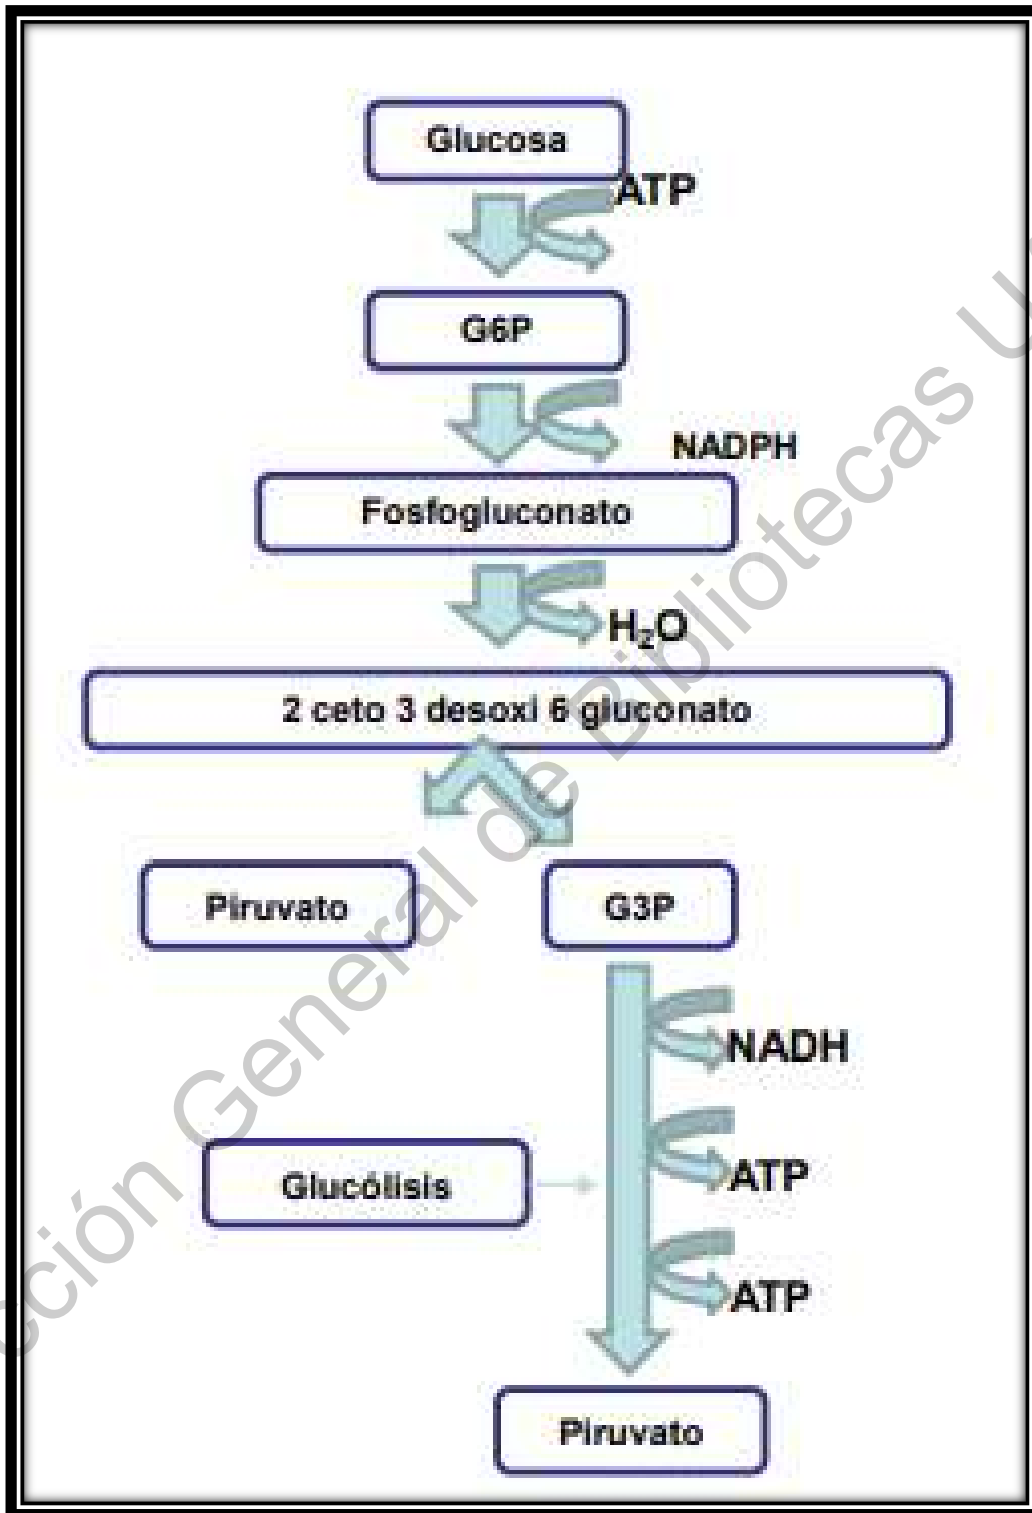 Glucosa
ATP
G6P
NADPH
Fosfogluconato
H₂O
2 ceto 3 desoxi 6 gluconato
Piruvato
G3P
NADH
Glucólisis
ATP
ATP
Piruvato
cción General de Bibliotecas U